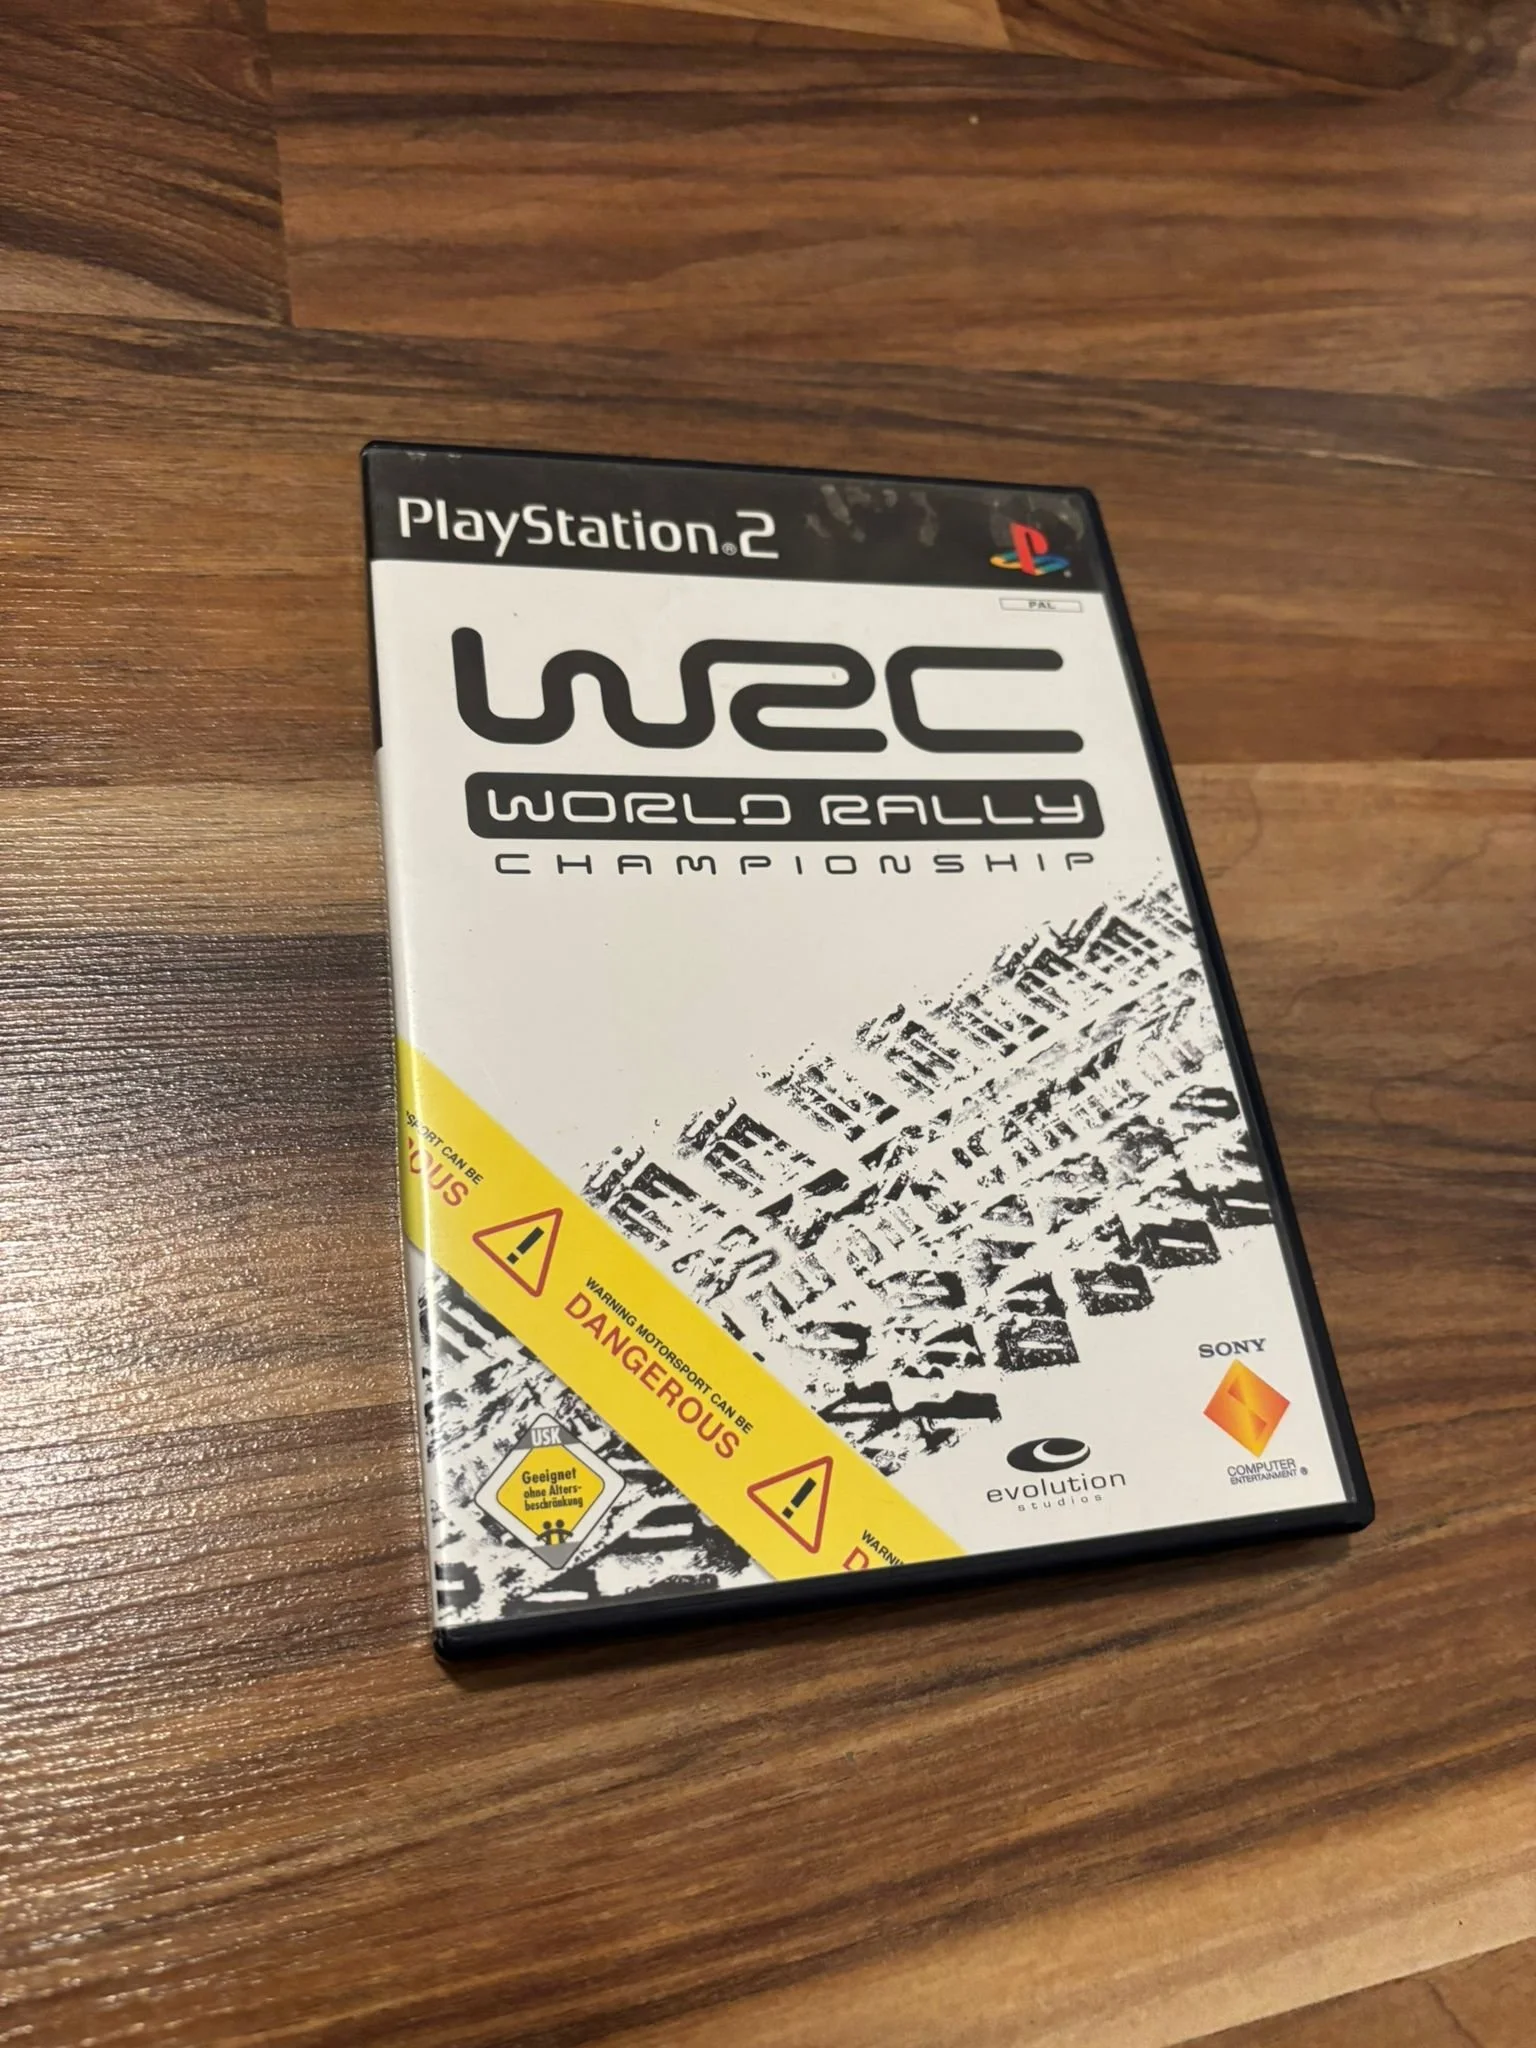 PlayStation®2
PAL
WRC
WORLD RALLY
CHAMPIONSHIP
SPORT CAN BE
OUS
!
WARNING MOTORSPORT CAN BE
DANGEROUS
!
WARNI
D
USK
Geeignet
ohne Alters-
beschränkung
evolution
studios
SONY
COMPUTER
ENTERTAINMENT®